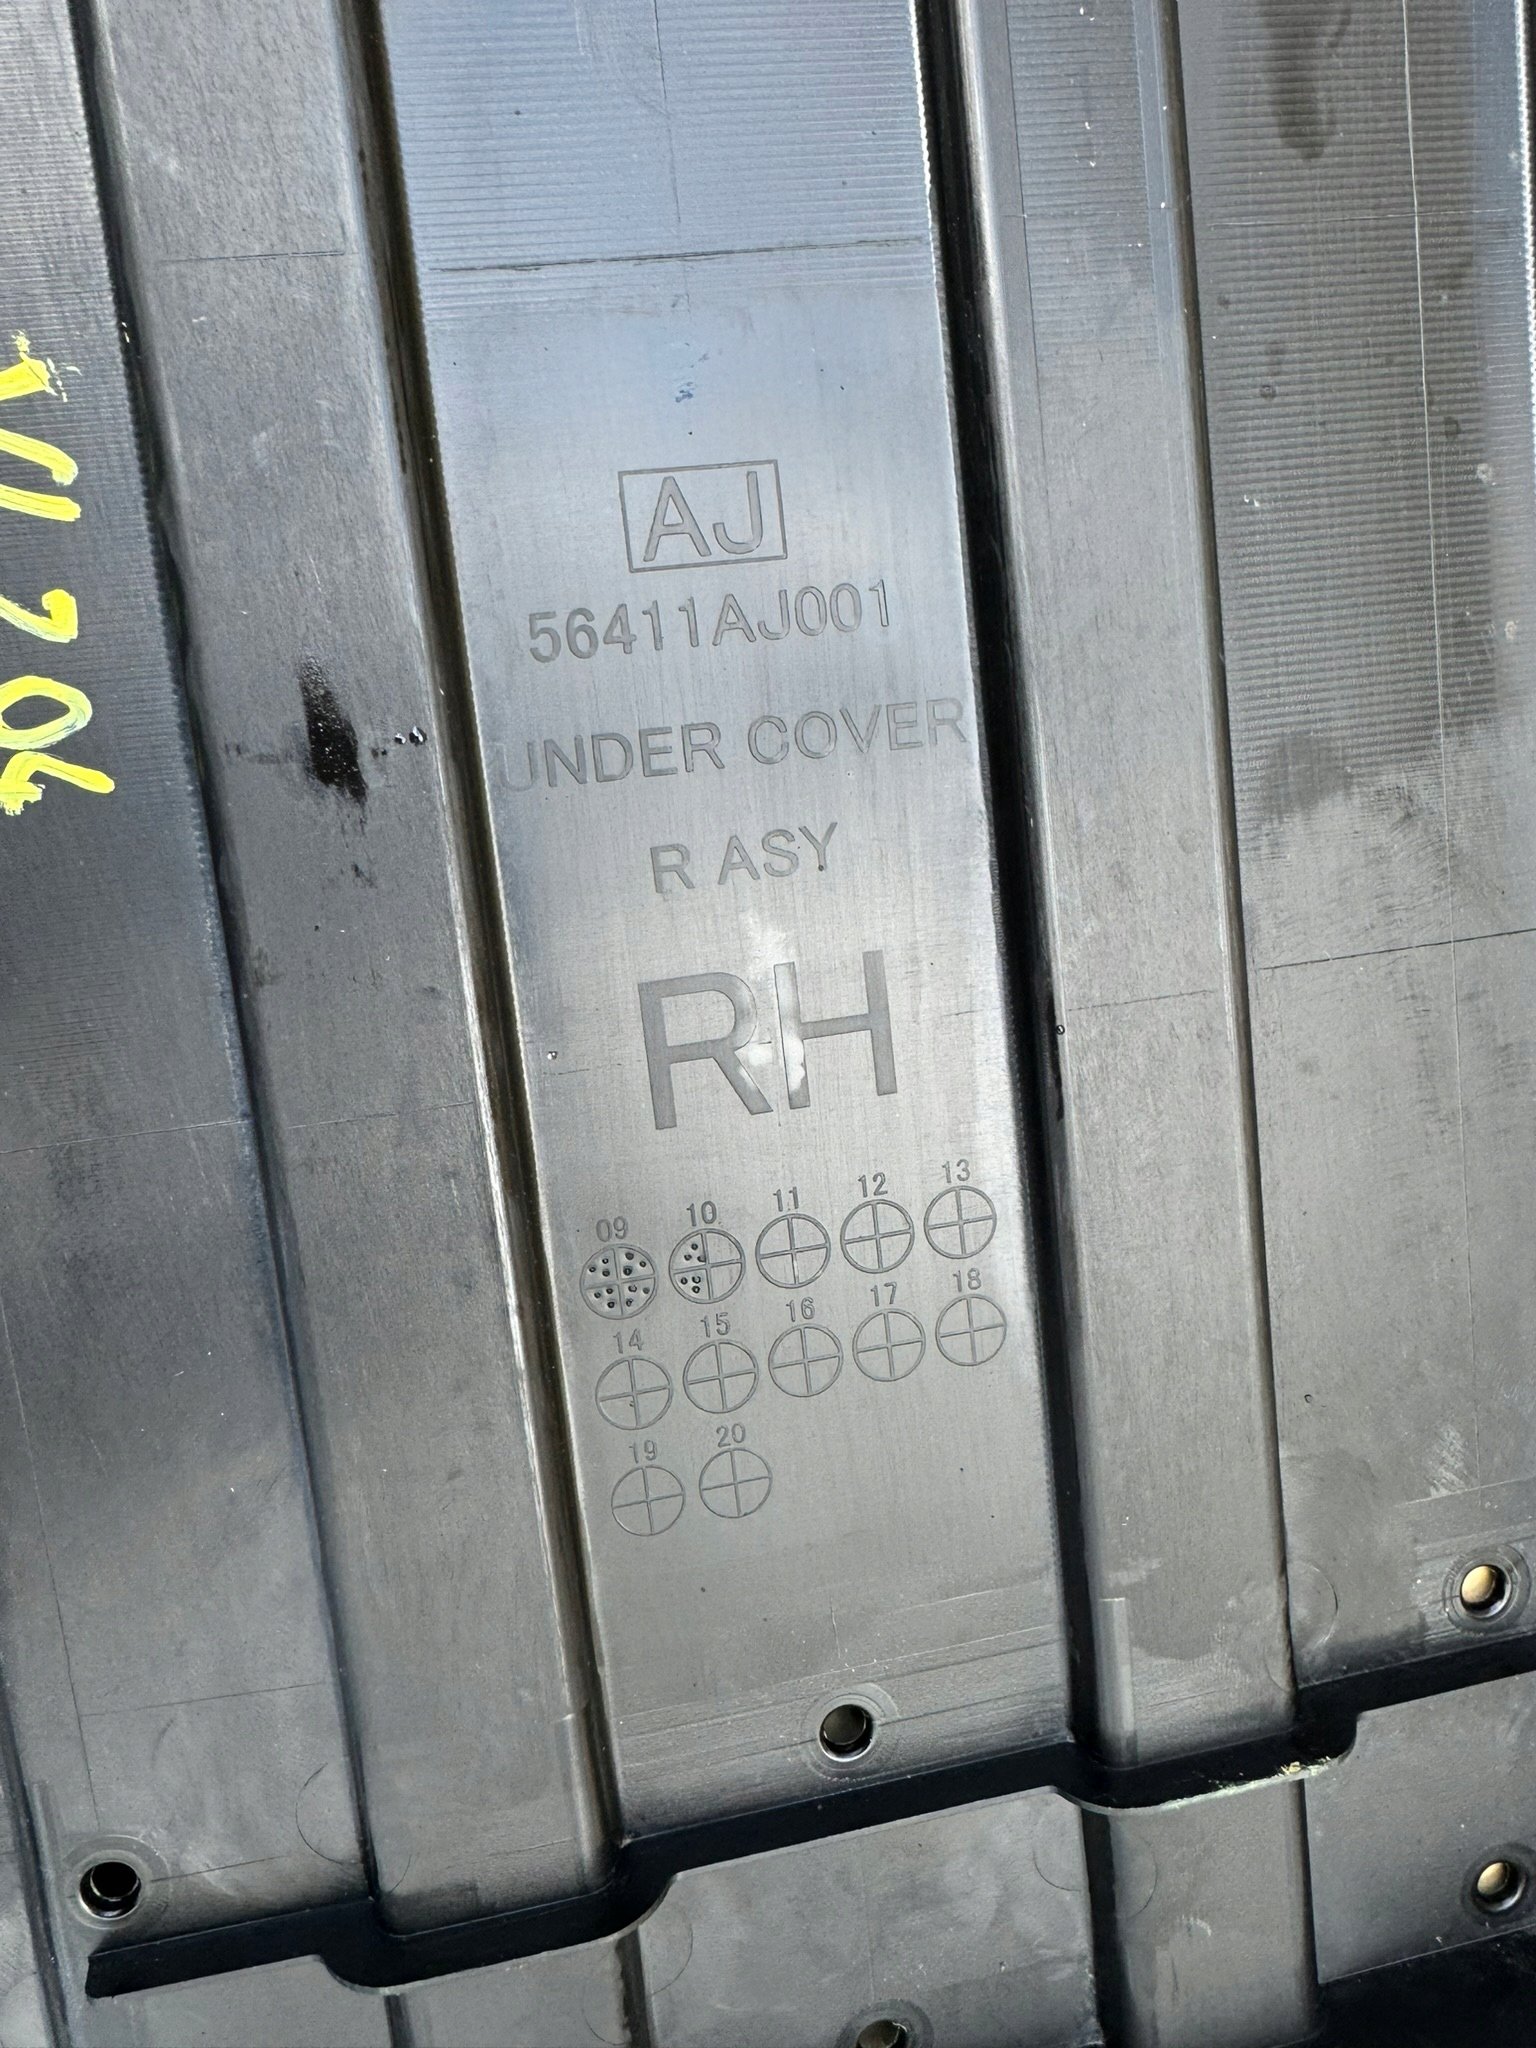 AJ
56411AJ001
UNDER COVER
R ASY
RH
09 10 11 12 13
14 15 16 17 18
19 20